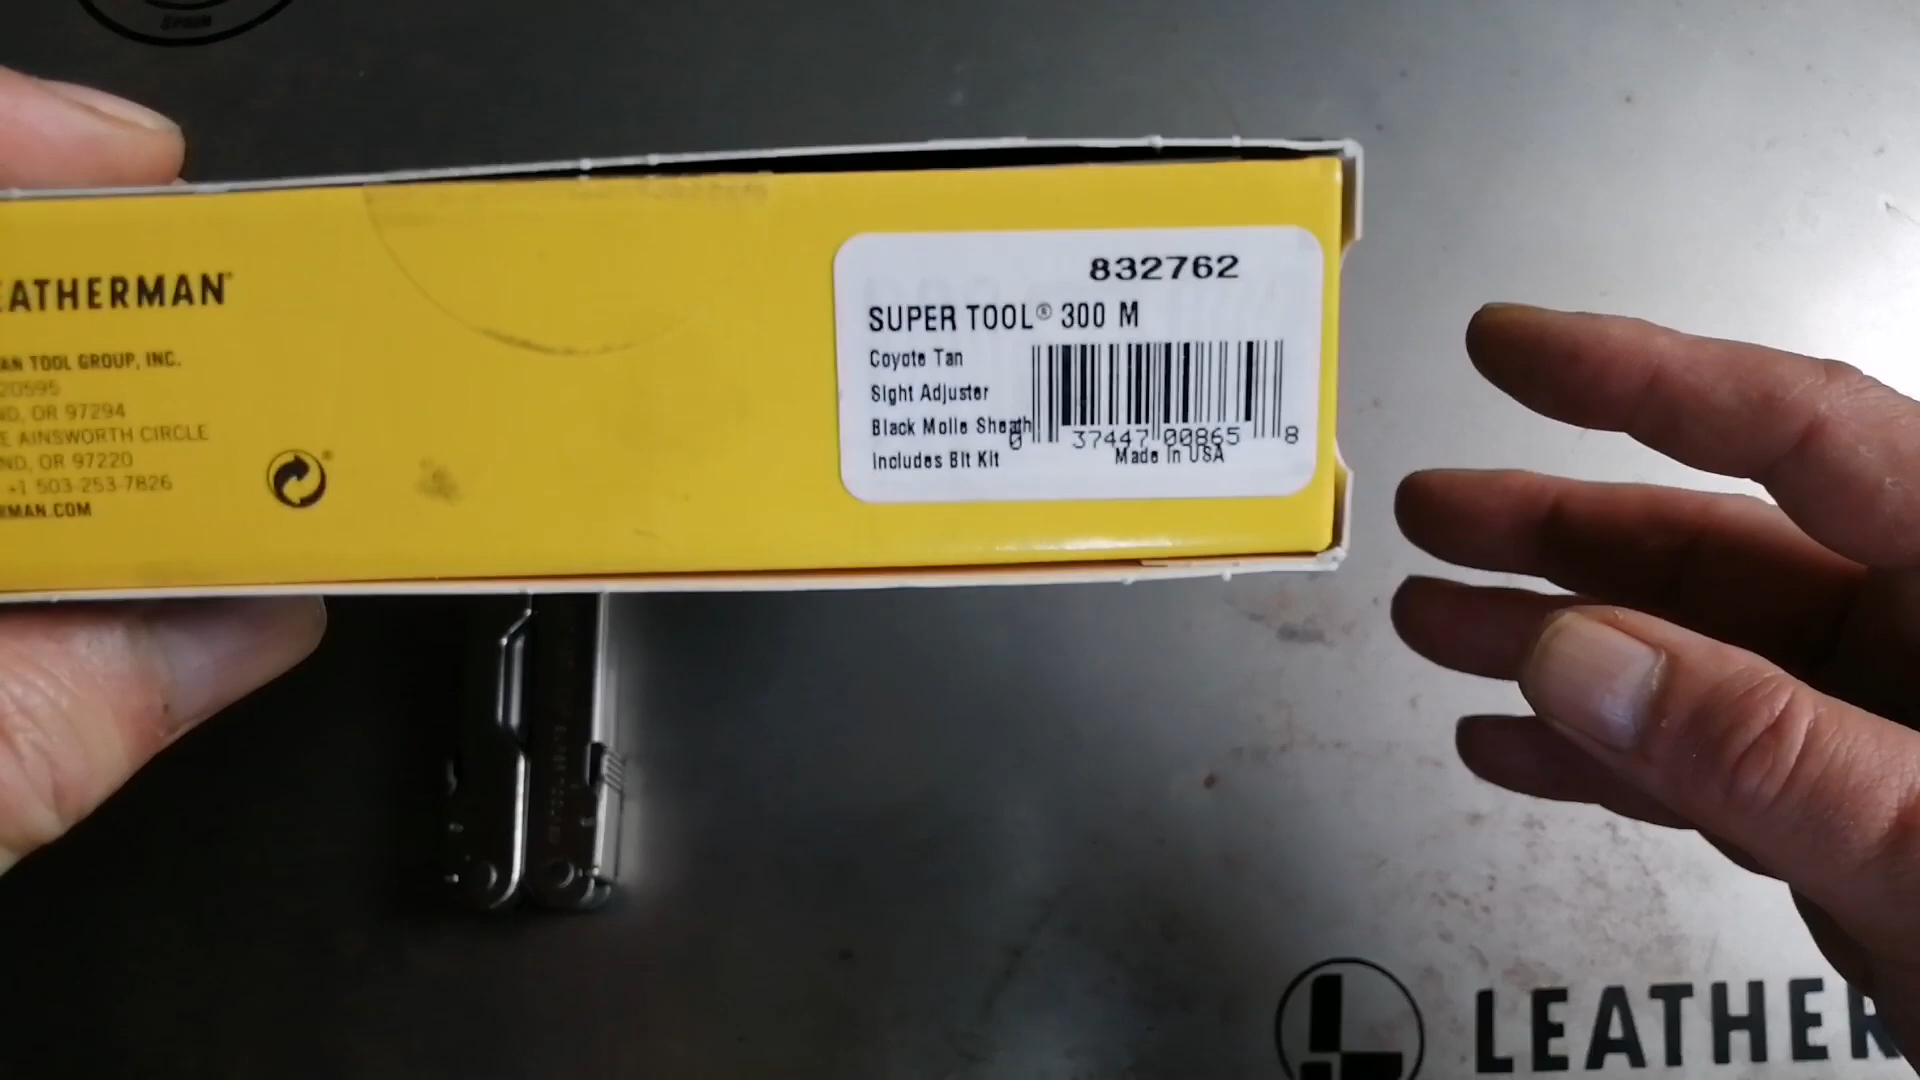 SPAIN
EATHERMAN®
AN TOOL GROUP, INC.
20595
ND, OR 97294
E AINSWORTH CIRCLE
ND, OR 97220
+1 503-253-7826
RMAN.COM
832762
SUPER TOOL® 300 M
Coyote Tan
Sight Adjuster
Black Molle Sheath
Includes Bit Kit
0 37447 00865 8
Made in USA
LEATHER